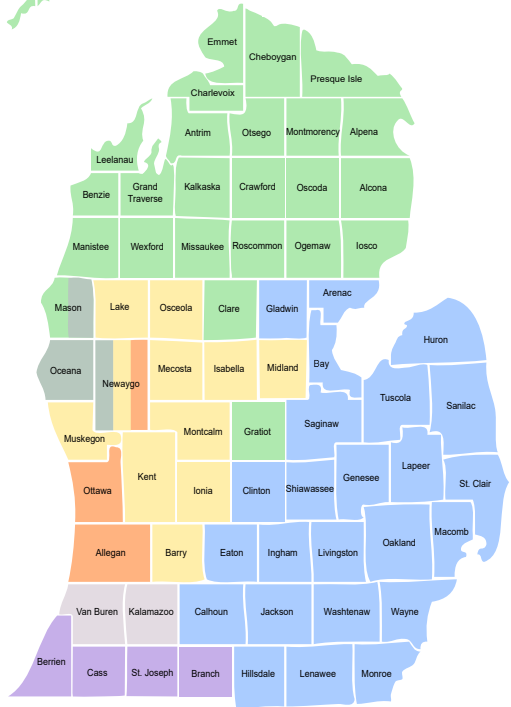 Emmet
Cheboygan
Presque Isle
Charlevoix
Antrim
Otsego
Montmorency
Alpena
Leelanau
Benzie
Grand
Traverse
Kalkaska
Crawford
Oscoda
Alcona
Manistee
Wexford
Missaukee
Roscommon
Ogemaw
Iosco
Mason
Lake
Osceola
Clare
Gladwin
Arenac
Oceana
Newaygo
Mecosta
Isabella
Midland
Bay
Huron
Muskegon
Montcalm
Gratiot
Saginaw
Tuscola
Sanilac
Ottawa
Kent
Ionia
Clinton
Shiawassee
Genesee
Lapeer
St. Clair
Allegan
Barry
Eaton
Ingham
Livingston
Oakland
Macomb
Van Buren
Kalamazoo
Calhoun
Jackson
Washtenaw
Wayne
Berrien
Cass
St. Joseph
Branch
Hillsdale
Lenawee
Monroe